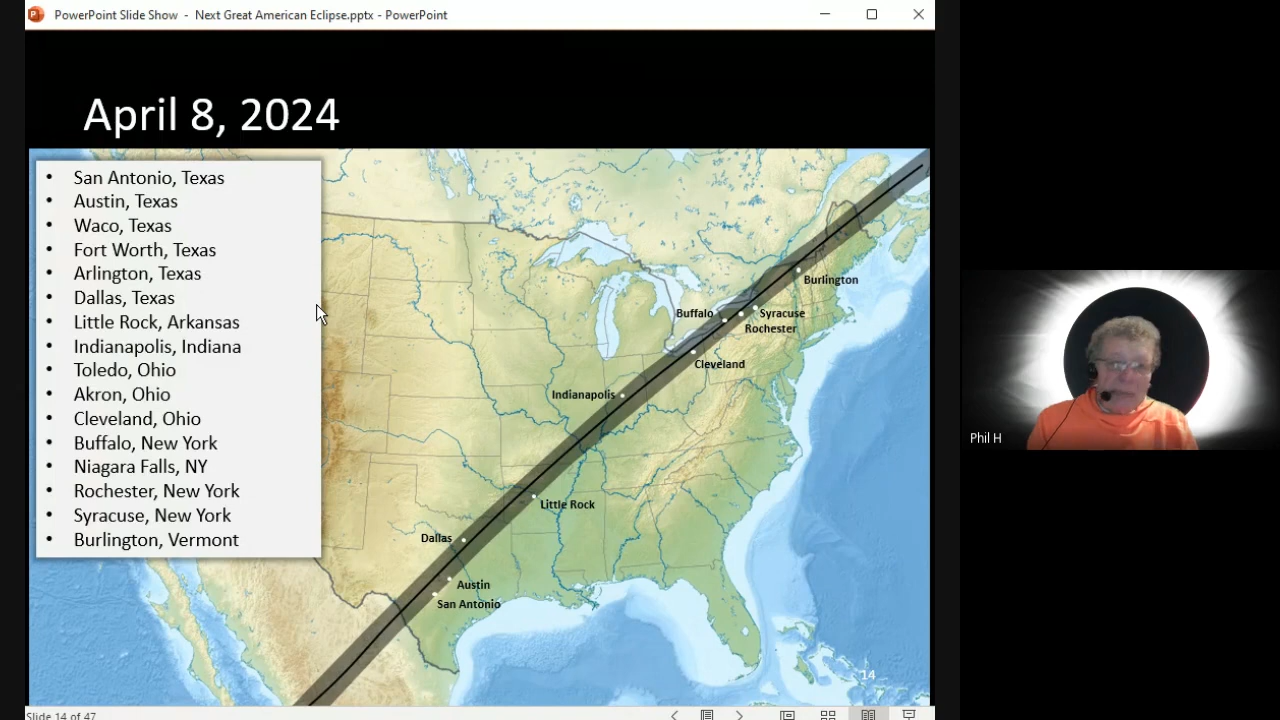 PowerPoint Slide Show - Next Great American Eclipse.pptx - PowerPoint
April 8, 2024
• San Antonio, Texas
• Austin, Texas
• Waco, Texas
• Fort Worth, Texas
• Arlington, Texas
• Dallas, Texas
• Little Rock, Arkansas
• Indianapolis, Indiana
• Toledo, Ohio
• Akron, Ohio
• Cleveland, Ohio
• Buffalo, New York
• Niagara Falls, NY
• Rochester, New York
• Syracuse, New York
• Burlington, Vermont
Burlington
Buffalo
Syracuse
Rochester
Cleveland
Indianapolis
Little Rock
Dallas
Austin
San Antonio
14
Slide 14 of 47
Phil H